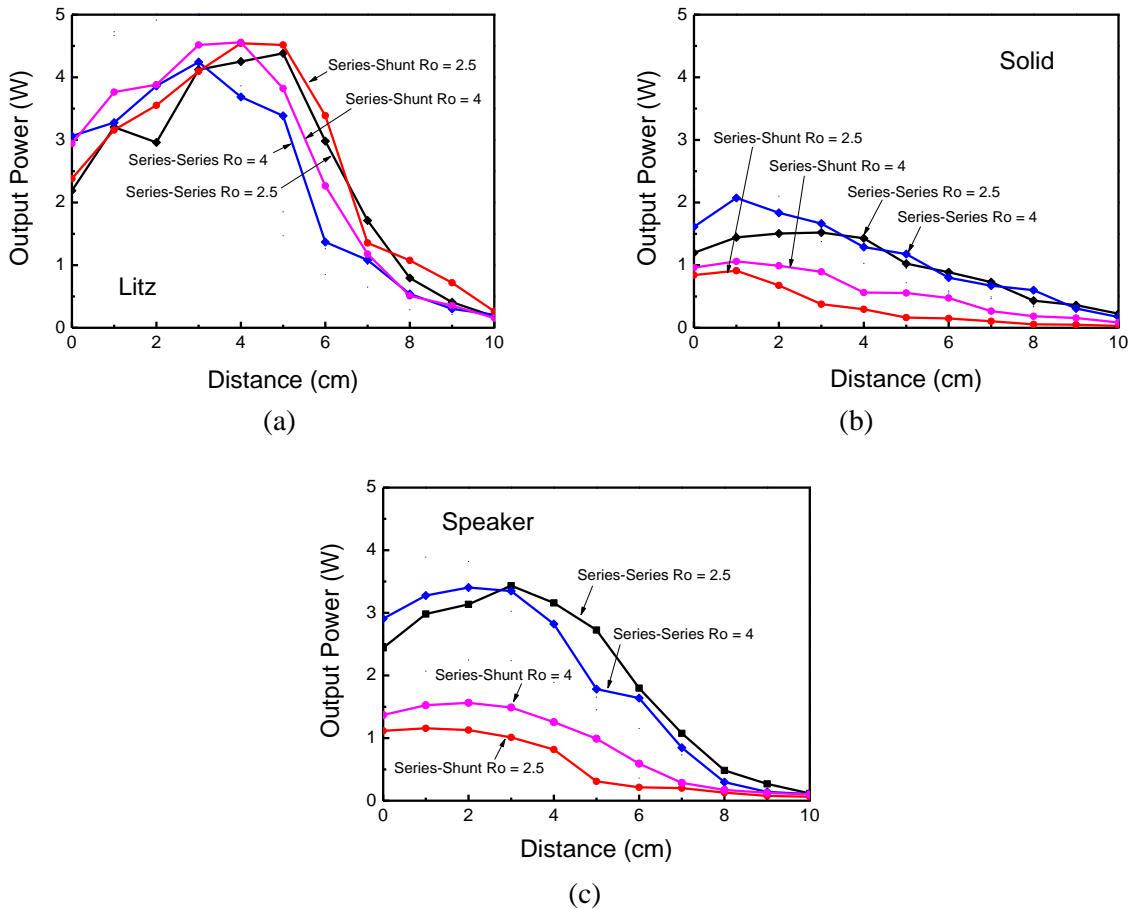 5
4
3
2
1
0
Output Power (W)
Series-Shunt Ro = 2.5
Series-Shunt Ro = 4
Series-Series Ro = 4
Series-Series Ro = 2.5
Litz
0 2 4 6 8 10
Distance (cm)
(a)
5
4
3
2
1
0
Output Power (W)
Solid
Series-Shunt Ro = 2.5
Series-Shunt Ro = 4
Series-Series Ro = 2.5
Series-Series Ro = 4
0 2 4 6 8 10
Distance (cm)
(b)
5
4
3
2
1
0
Output Power (W)
Speaker
Series-Series Ro = 2.5
Series-Series Ro = 4
Series-Shunt Ro = 4
Series-Shunt Ro = 2.5
0 2 4 6 8 10
Distance (cm)
(c)